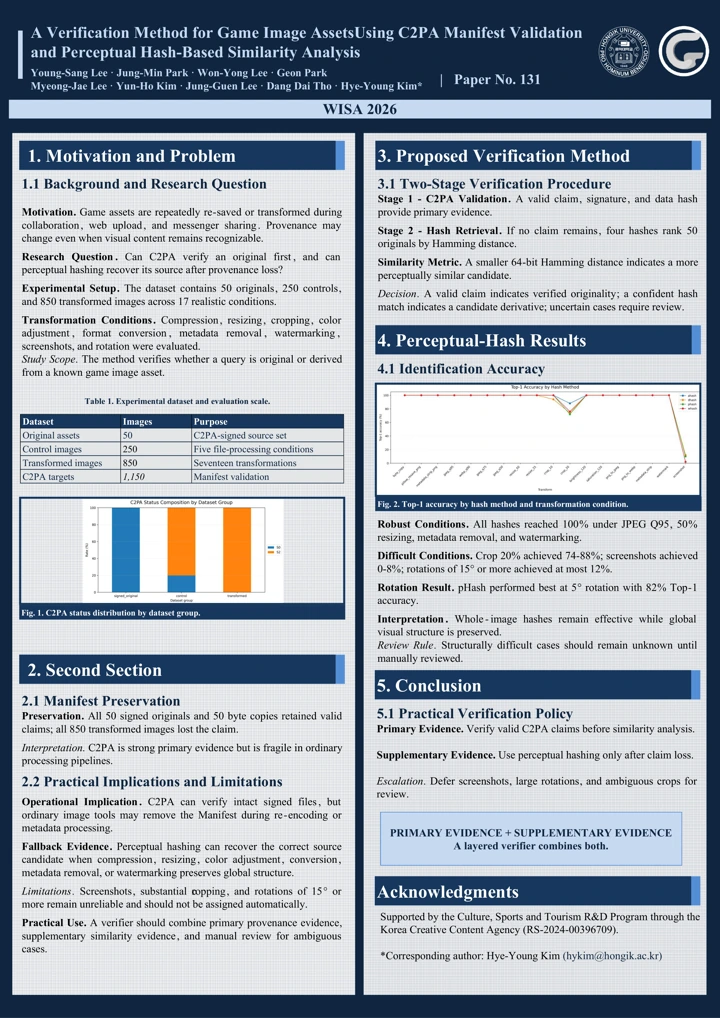 A Verification Method for Game Image AssetsUsing C2PA Manifest Validation
and Perceptual Hash-Based Similarity Analysis
Young-Sang Lee · Jung-Min Park · Won-Yong Lee · Geon Park
Myeong-Jae Lee · Yun-Ho Kim · Jung-Guen Lee · Dang Dai Tho · Hye-Young Kim*
| Paper No. 131
WISA 2026
1. Motivation and Problem
1.1 Background and Research Question
Motivation. Game assets are repeatedly re-saved or transformed during
collaboration, web upload, and messenger sharing. Provenance may
change even when visual content remains recognizable.
Research Question. Can C2PA verify an original first, and can
perceptual hashing recover its source after provenance loss?
Experimental Setup. The dataset contains 50 originals, 250 controls,
and 850 transformed images across 17 realistic conditions.
Transformation Conditions. Compression, resizing, cropping, color
adjustment, format conversion, metadata removal, watermarking,
screenshots, and rotation were evaluated.
Study Scope. The method verifies whether a query is original or derived
from a known game image asset.
Table 1. Experimental dataset and evaluation scale.
Dataset Images Purpose
Original assets 50 C2PA-signed source set
Control images 250 Five file-processing conditions
Transformed images 850 Seventeen transformations
C2PA targets 1,150 Manifest validation
C2PA Status Composition by Dataset Group
Rate (%)
100
80
60
40
20
0
signed_original control transformed
Dataset group
Fig. 1. C2PA status distribution by dataset group.
2. Second Section
2.1 Manifest Preservation
Preservation. All 50 signed originals and 50 byte copies retained valid
claims; all 850 transformed images lost the claim.
Interpretation. C2PA is strong primary evidence but is fragile in ordinary
processing pipelines.
2.2 Practical Implications and Limitations
Operational Implication. C2PA can verify intact signed files, but
ordinary image tools may remove the Manifest during re-encoding or
metadata processing.
Fallback Evidence. Perceptual hashing can recover the correct source
candidate when compression, resizing, color adjustment, conversion,
metadata removal, or watermarking preserves global structure.
Limitations. Screenshots, substantial copping, and rotations of 15° or
more remain unreliable and should not be assigned automatically.
Practical Use. A verifier should combine primary provenance evidence,
supplementary similarity evidence, and manual review for ambiguous
cases.
3. Proposed Verification Method
3.1 Two-Stage Verification Procedure
Stage 1 - C2PA Validation. A valid claim, signature, and data hash
provide primary evidence.
Stage 2 - Hash Retrieval. If no claim remains, four hashes rank 50
originals by Hamming distance.
Similarity Metric. A smaller 64-bit Hamming distance indicates a more
perceptually similar candidate.
Decision. A valid claim indicates verified originality; a confident hash
match indicates a candidate derivative; uncertain cases require review.
4. Perceptual-Hash Results
4.1 Identification Accuracy
Top-1 Accuracy by Hash Method
Fig. 2. Top-1 accuracy by hash method and transformation condition.
Robust Conditions. All hashes reached 100% under JPEG Q95, 50%
resizing, metadata removal, and watermarking.
Difficult Conditions. Crop 20% achieved 74-88%; screenshots achieved
0-8%; rotations of 15° or more achieved at most 12%.
Rotation Result. pHash performed best at 5° rotation with 82% Top-1
accuracy.
Interpretation. Whole-image hashes remain effective while global
visual structure is preserved.
Review Rule. Structurally difficult cases should remain unknown until
manually reviewed.
5. Conclusion
5.1 Practical Verification Policy
Primary Evidence. Verify valid C2PA claims before similarity analysis.
Supplementary Evidence. Use perceptual hashing only after claim loss.
Escalation. Defer screenshots, large rotations, and ambiguous crops for
review.
PRIMARY EVIDENCE + SUPPLEMENTARY EVIDENCE
A layered verifier combines both.
Acknowledgments
Supported by the Culture, Sports and Tourism R&D Program through the
Korea Creative Content Agency (RS-2024-00396709).
*Corresponding author: Hye-Young Kim (hykim@hongik.ac.kr)